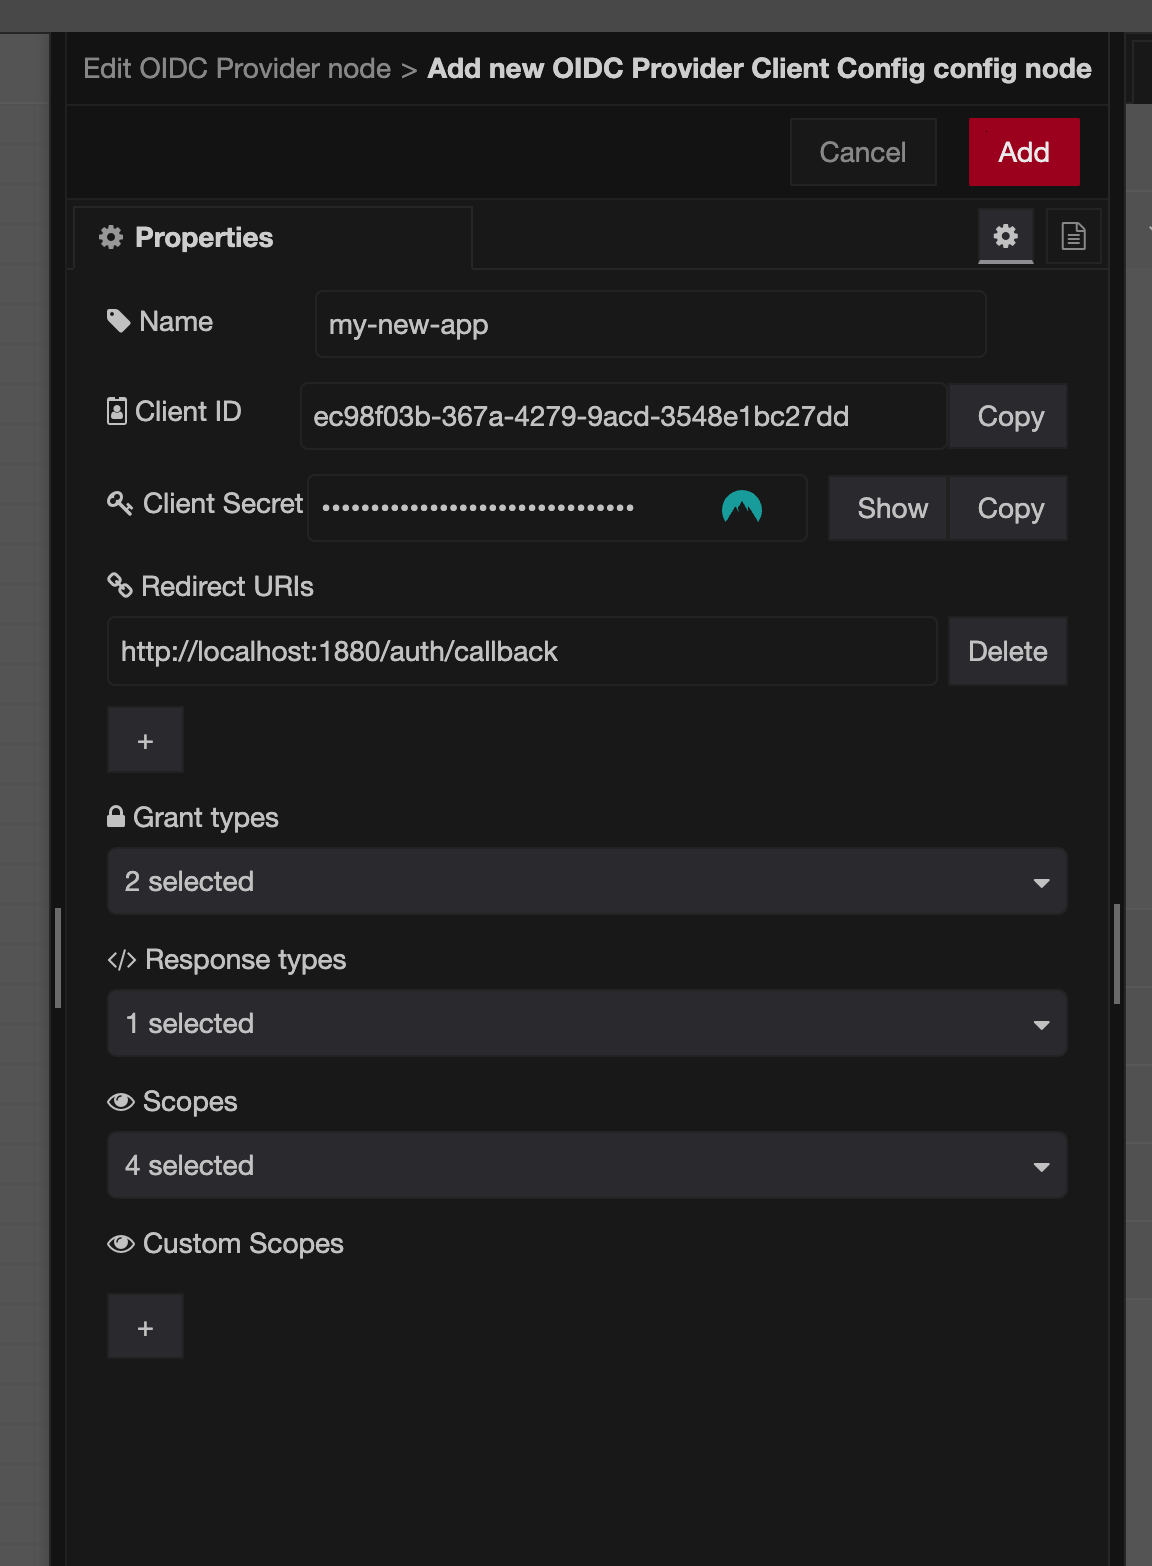 Edit OIDC Provider node > Add new OIDC Provider Client Config config node
Cancel
Add
Properties
Name
my-new-app
Client ID
ec98f03b-367a-4279-9acd-3548e1bc27dd
Copy
Client Secret
••••••••••••••••••••••••••••••••
Show
Copy
Redirect URIs
http://localhost:1880/auth/callback
Delete
+
Grant types
2 selected
</> Response types
1 selected
Scopes
4 selected
Custom Scopes
+